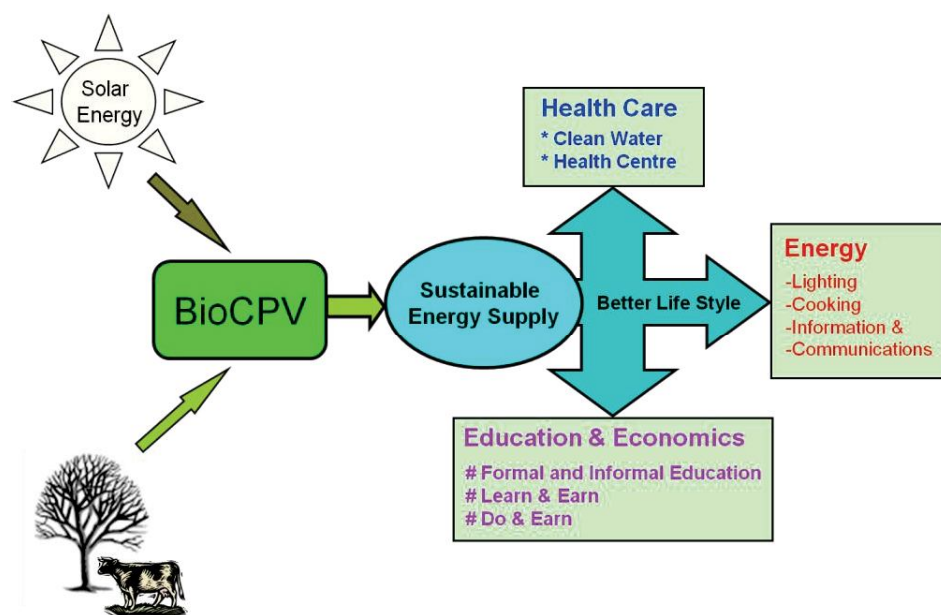 Solar
Energy
Health Care
* Clean Water
* Health Centre
BioCPV
Sustainable
Energy Supply
Better Life Style
Energy
-Lighting
-Cooking
-Information &
-Communications
Education & Economics
# Formal and Informal Education
# Learn & Earn
# Do & Earn